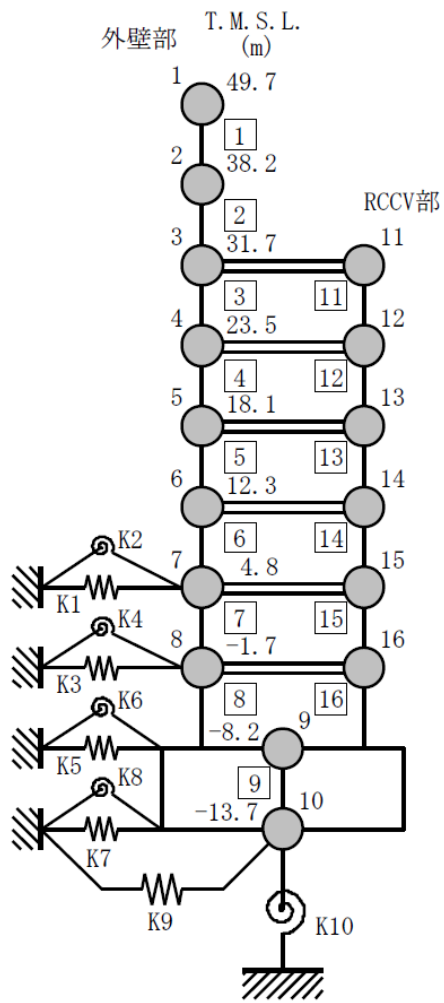 T.M.S.L.
外壁部 (m)
1 49.7
1
2 38.2
2 RCCV部
3 31.7 11
3 11
4 23.5 12
4 12
5 18.1 13
5 13
6 12.3 14
K2 6 14
7 4.8 15
K1
K4 7 15
8 -1.7 16
K3
K6 8 16 9
-8.2
K5
K8 9
-13.7 10
K7
K9 K10